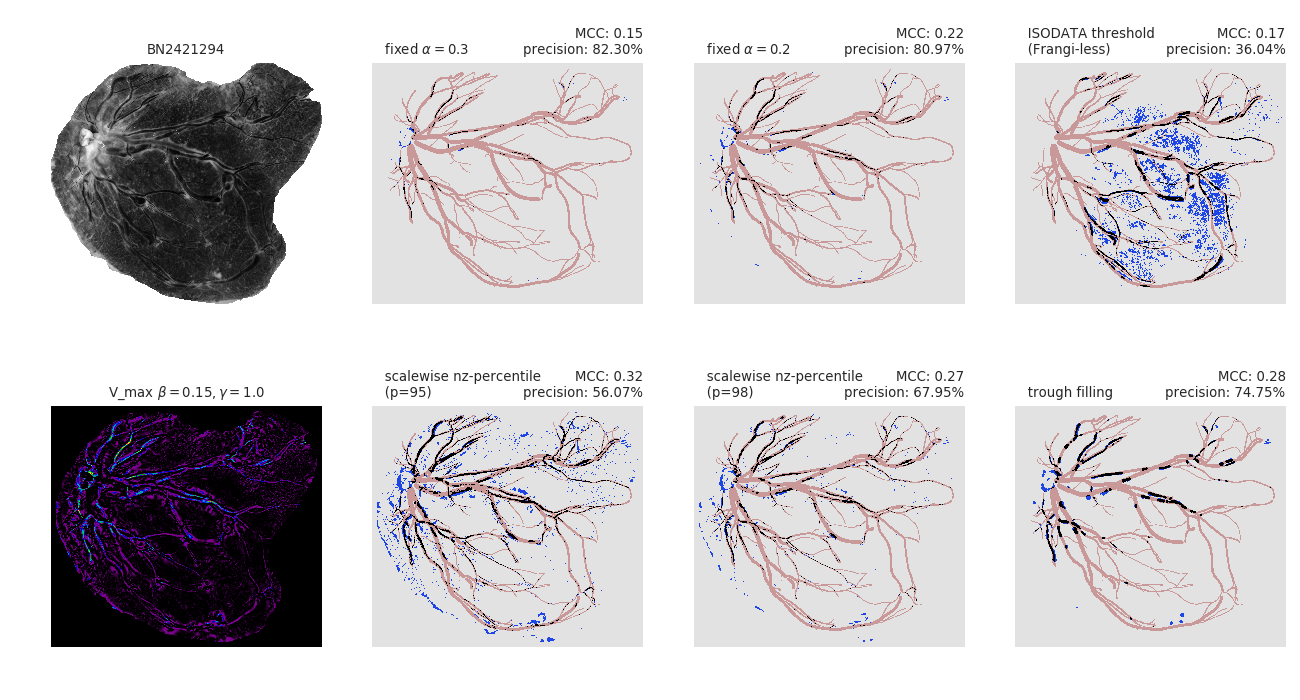 BN2421294
fixed α = 0.3
MCC: 0.15
precision: 82.30%
fixed α = 0.2
MCC: 0.22
precision: 80.97%
ISODATA threshold
(Frangi-less)
MCC: 0.17
precision: 36.04%
V_max β = 0.15, γ = 1.0
scalewise nz-percentile
(p=95)
MCC: 0.32
precision: 56.07%
scalewise nz-percentile
(p=98)
MCC: 0.27
precision: 67.95%
trough filling
MCC: 0.28
precision: 74.75%